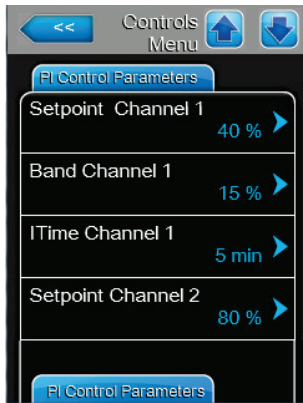 <<
Controls
Menu
PI Control Parameters
Setpoint Channel 1
40 %
Band Channel 1
15 %
ITime Channel 1
5 min
Setpoint Channel 2
80 %
PI Control Parameters